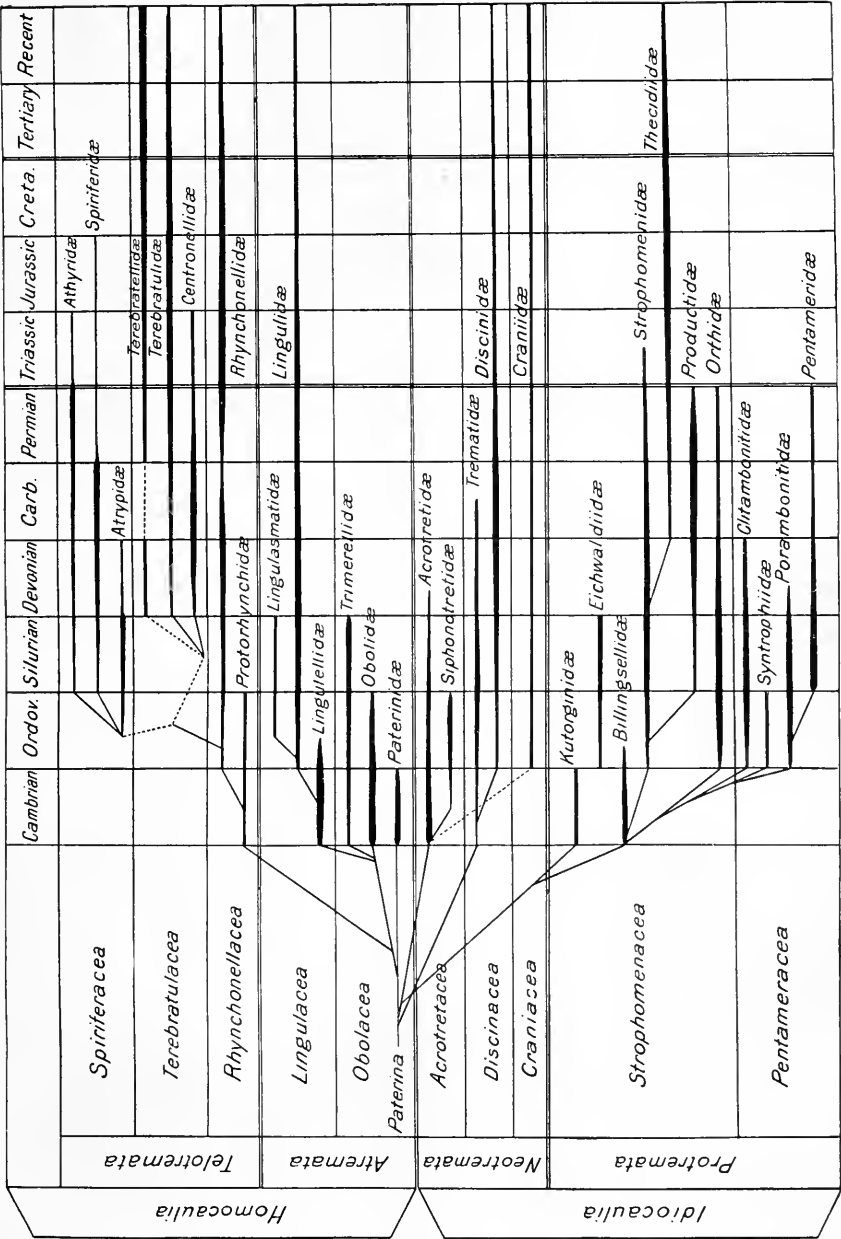 Cambrian Ordov. Silurian Devonian Carb. Permian Triassic Jurassic Creta. Tertiary Recent
Homocaulia
Telotremata
Spiriferacea
Athyridæ
Spiriferidæ
Atrypidæ
Terebratulacea
Terebratellidæ
Terebratulidæ
Centronellidæ
Rhynchonellacea
Rhynchonellidæ
Protorhynchidæ
Atremata
Lingulacea
Lingulasmatidæ
Lingulidæ
Lingulellidæ
Obolacea
Trimerellidæ
Obolidæ
Paterinidæ
Paterina
Idiocaulia
Neotremata
Acrotretacea
Acrotretidæ
Siphonotretidæ
Discinacea
Trematidæ
Discinidæ
Craniacea
Craniidæ
Protremata
Strophomenacea
Kutorginidæ
Eichwaldiidæ
Billingsellidæ
Strophomenidæ
Thecidiidæ
Productidæ
Orthidæ
Pentameracea
Clitambonitidæ
Syntrophiidæ
Porambonitidæ
Pentameridæ